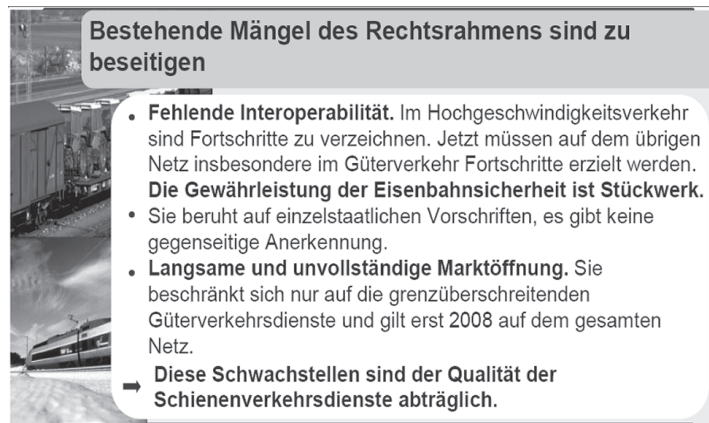 Bestehende Mängel des Rechtsrahmens sind zu
beseitigen
• Fehlende Interoperabilität. Im Hochgeschwindigkeitsverkehr
sind Fortschritte zu verzeichnen. Jetzt müssen auf dem übrigen
Netz insbesondere im Güterverkehr Fortschritte erzielt werden.
Die Gewährleistung der Eisenbahnsicherheit ist Stückwerk.
• Sie beruht auf einzelstaatlichen Vorschriften, es gibt keine
gegenseitige Anerkennung.
• Langsame und unvollständige Marktöffnung. Sie
beschränkt sich nur auf die grenzüberschreitenden
Güterverkehrsdienste und gilt erst 2008 auf dem gesamten
Netz.
➡ Diese Schwachstellen sind der Qualität der
Schienenverkehrsdienste abträglich.